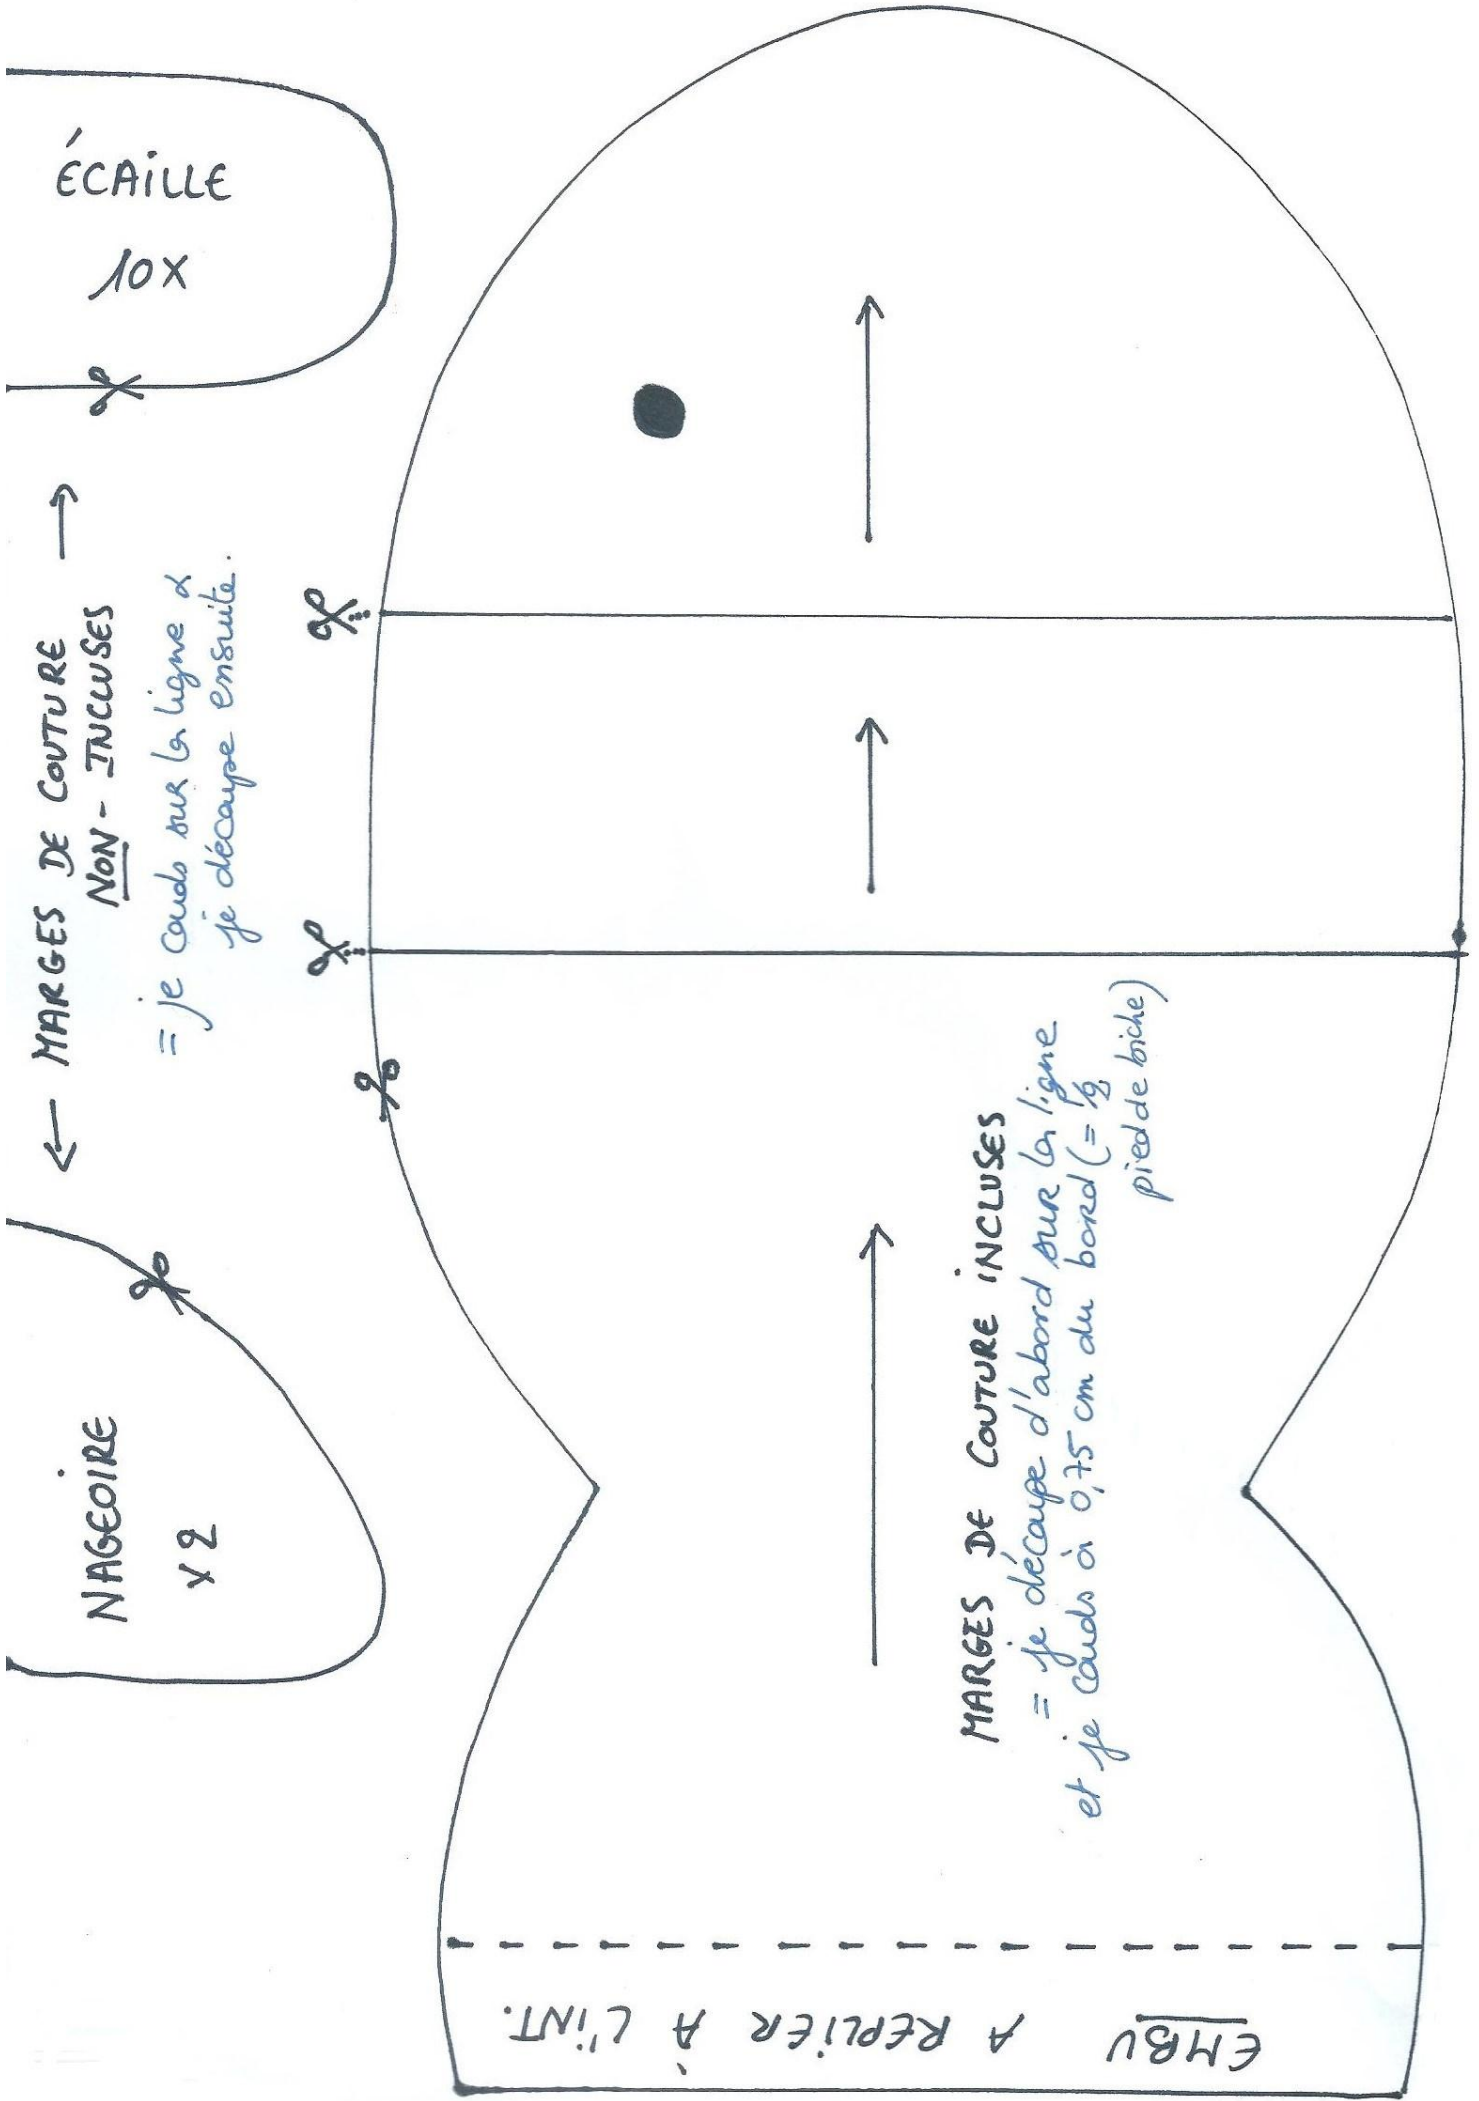 ÉCAILLE
10X
← MARGES DE COUTURE →
NON - INCLUSES
= je couds sur la ligne &
je découpe ensuite.
NAGEOIRE
x2
MARGES DE COUTURE INCLUSES
= je découpe d'abord sur la ligne
et je couds à 0,75 cm du bord (= 1/2
pied de biche)
EMBU A REPLIER À L'INT.